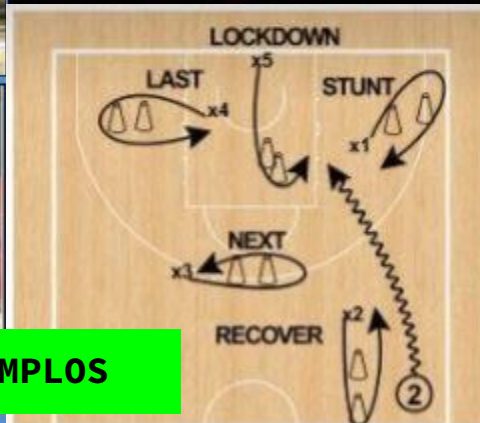 LOCKDOWN
x5
LAST
STUNT
x4
x1
NEXT
x3
x2
RECOVER
MPLOS
2